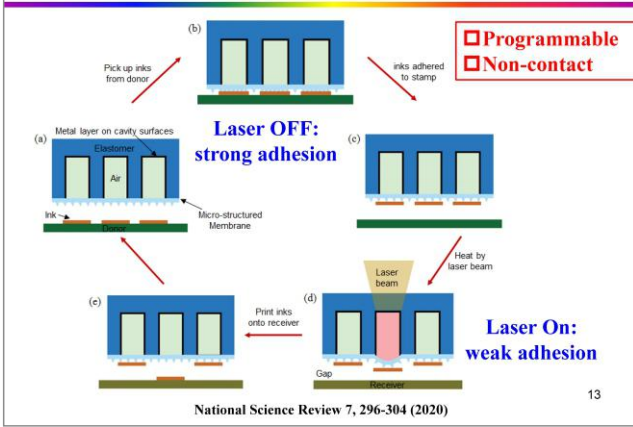 (b)
Programmable
Non-contact
Pick up inks
from donor
inks adhered
to stamp
Laser OFF:
strong adhesion
(a)
Metal layer on cavity surfaces
Elastomer
Air
Ink
Donor
Micro-structured
Membrane
(c)
Heat by
laser beam
Laser
beam
(d)
Gap
Receiver
Laser On:
weak adhesion
Print inks
onto receiver
(e)
National Science Review 7, 296-304 (2020)
13